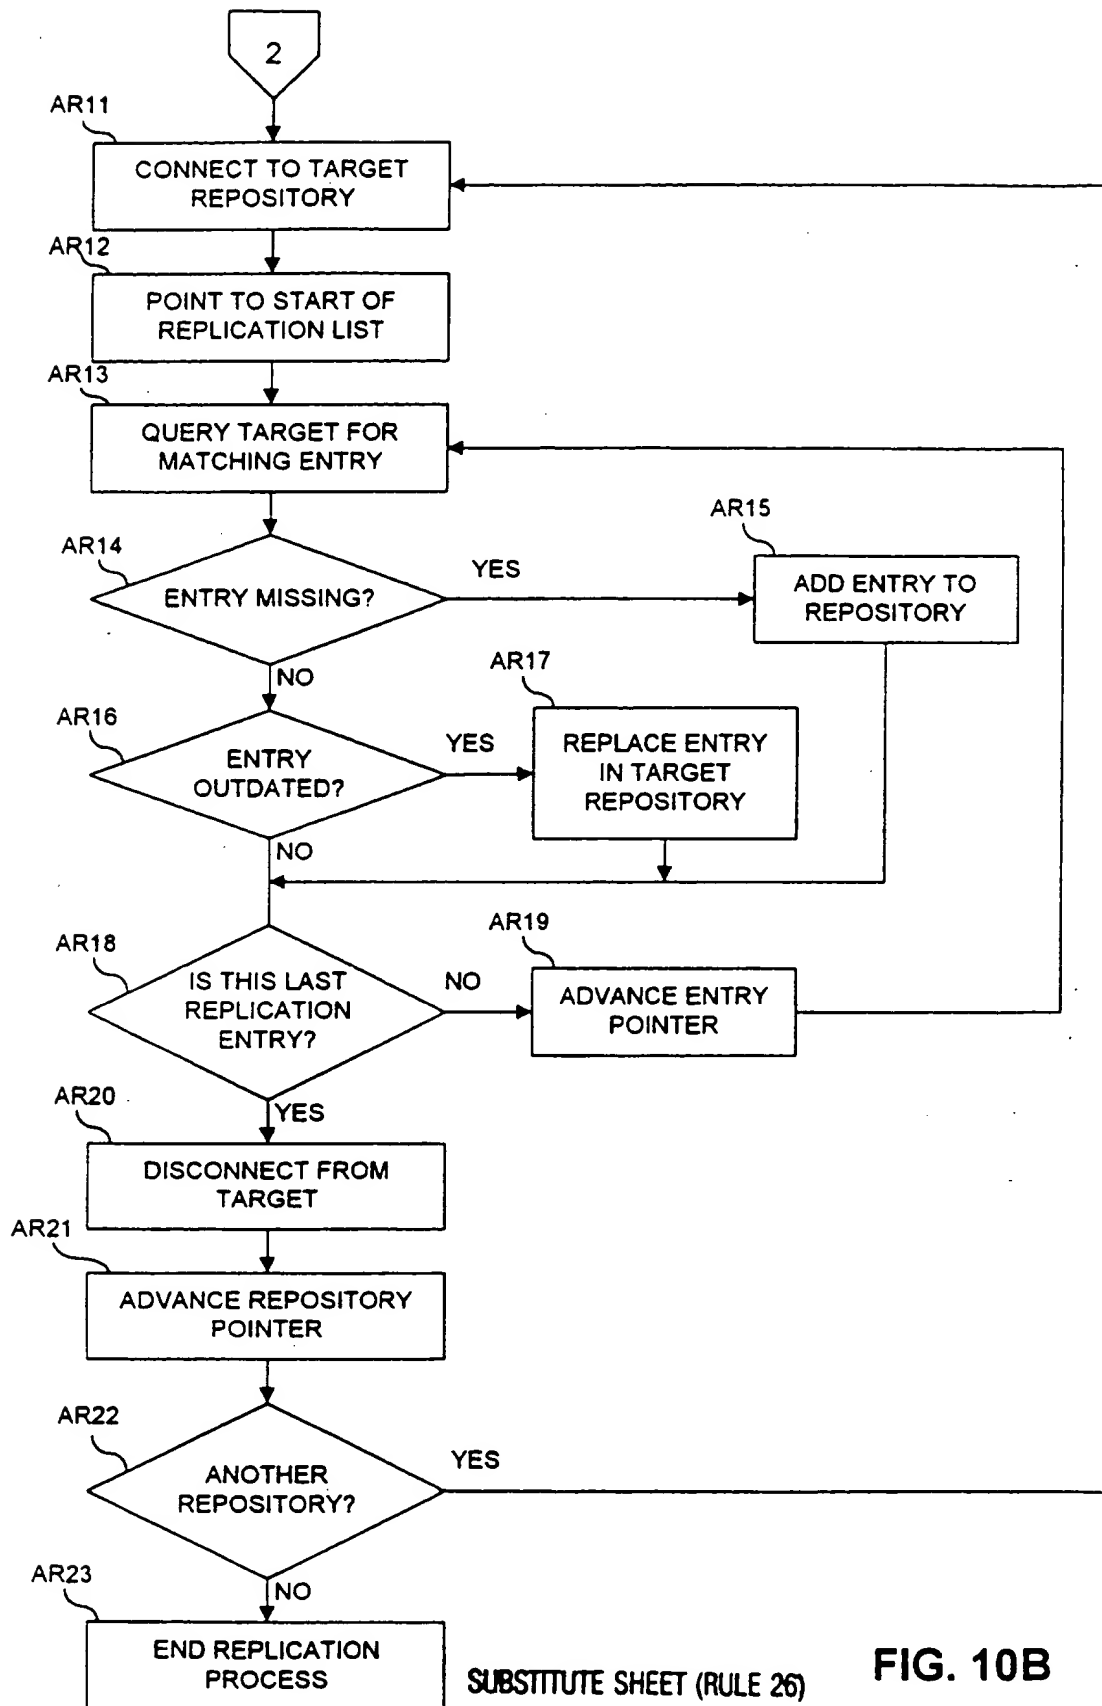 2
AR11
CONNECT TO TARGET
REPOSITORY
AR12
POINT TO START OF
REPLICATION LIST
AR13
QUERY TARGET FOR
MATCHING ENTRY
AR14
ENTRY MISSING?
YES
AR15
ADD ENTRY TO
REPOSITORY
NO
AR16
ENTRY
OUTDATED?
YES
AR17
REPLACE ENTRY
IN TARGET
REPOSITORY
NO
AR18
IS THIS LAST
REPLICATION
ENTRY?
NO
AR19
ADVANCE ENTRY
POINTER
YES
AR20
DISCONNECT FROM
TARGET
AR21
ADVANCE REPOSITORY
POINTER
AR22
ANOTHER
REPOSITORY?
YES
NO
AR23
END REPLICATION
PROCESS
SUBSTITUTE SHEET (RULE 26)
FIG. 10B